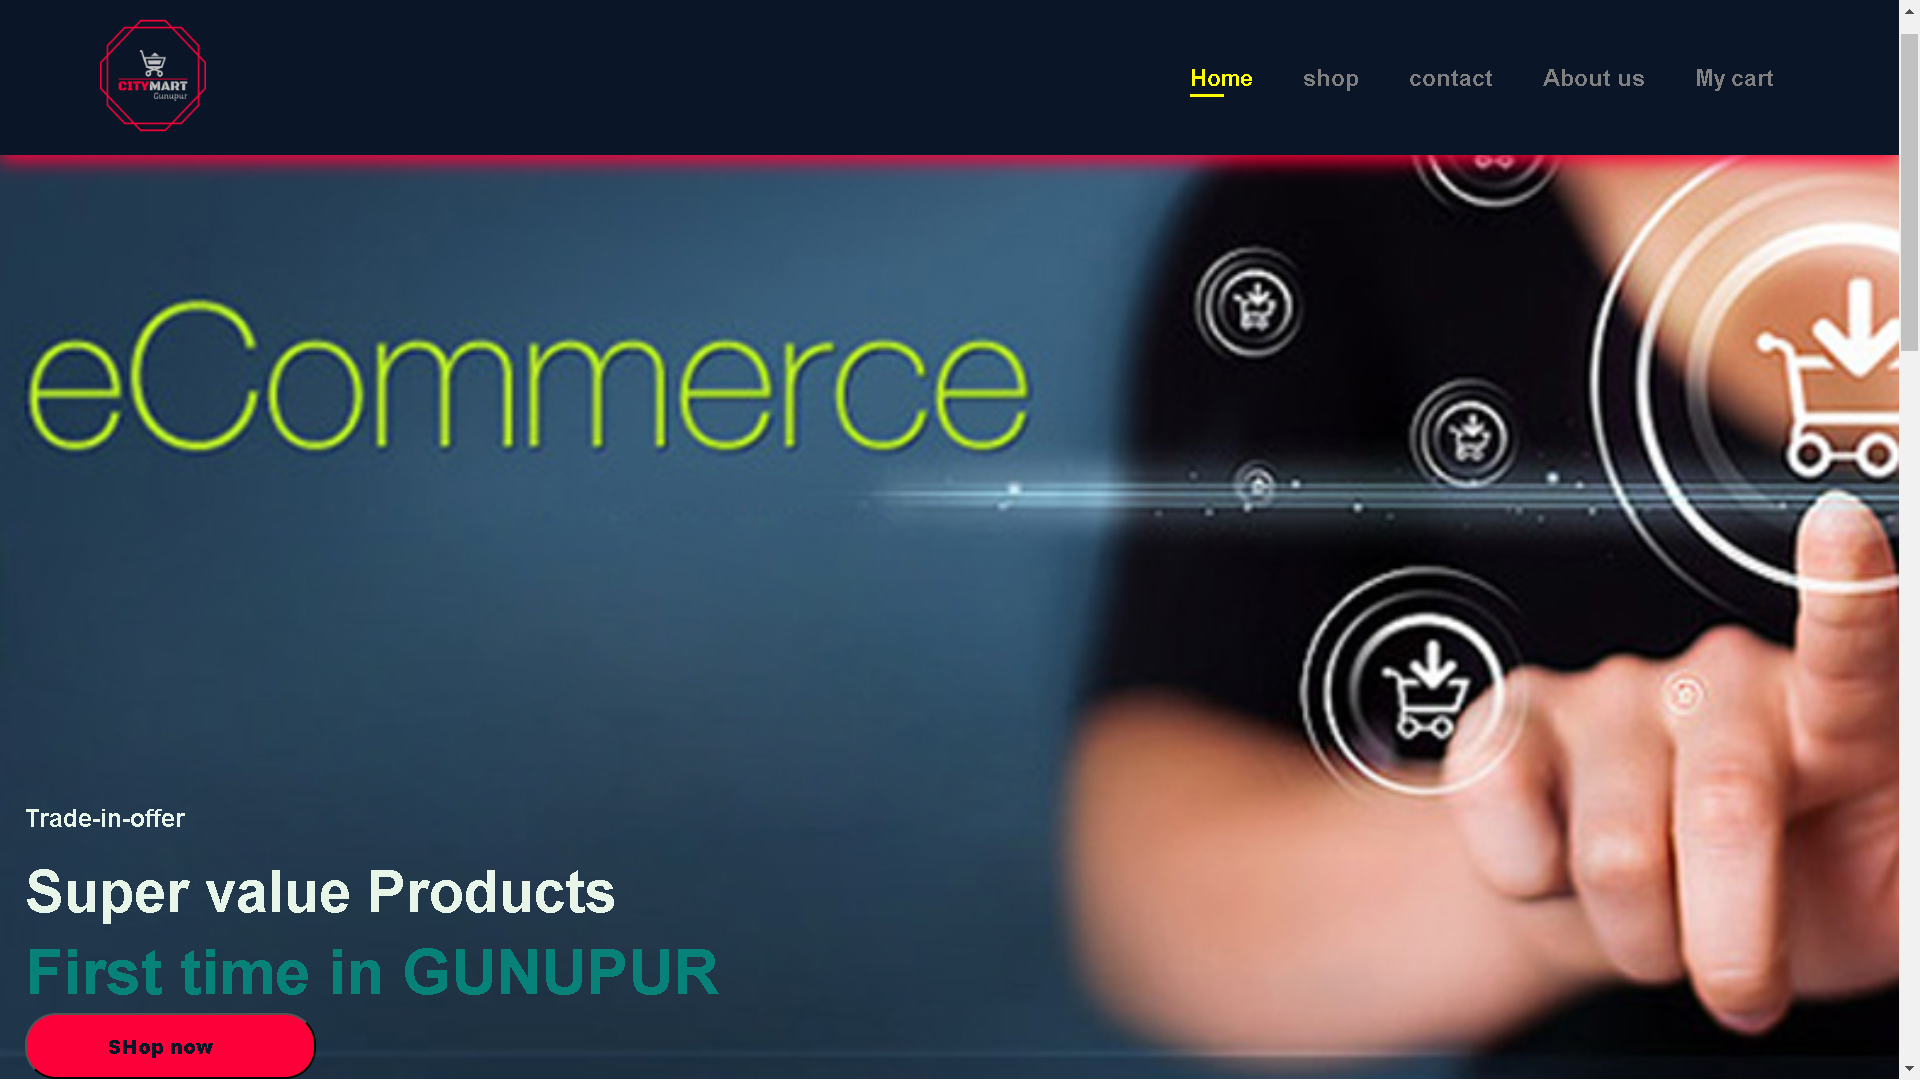 CITYMART
Gunupur
Home shop contact About us My cart
eCommerce
Trade-in-offer
Super value Products
First time in GUNUPUR
SHop now